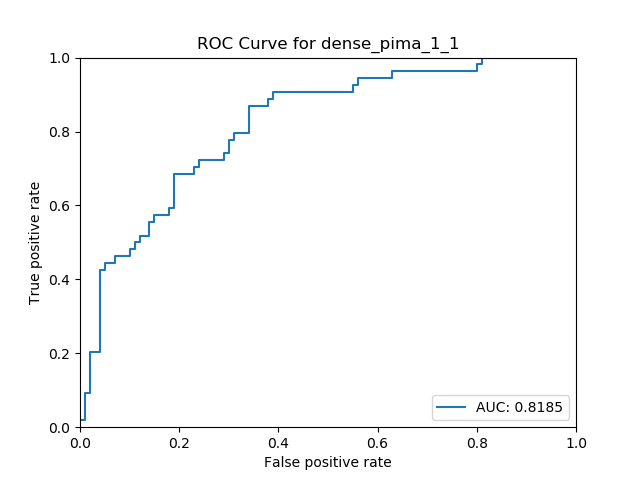 ROC Curve for dense_pima_1_1
1.0
0.8
0.6
0.4
0.2
0.0
True positive rate
AUC: 0.8185
0.0 0.2 0.4 0.6 0.8 1.0
False positive rate